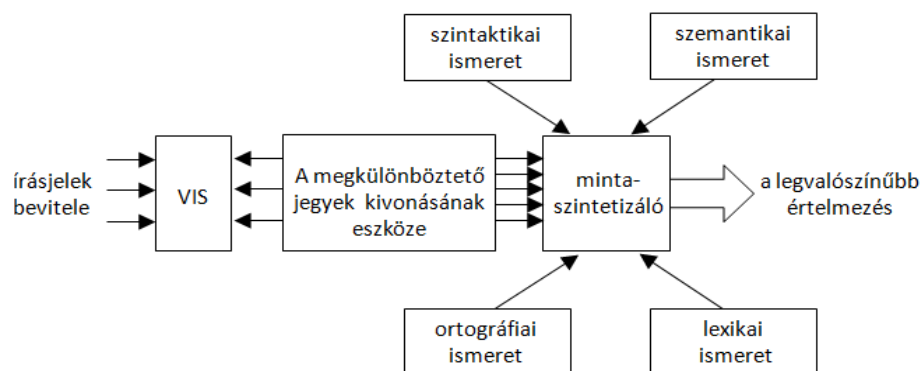 szintaktikai
ismeret
szemantikai
ismeret
írásjelek
bevitele
VIS
A megkülönböztető
jegyek kivonásának
eszköze
minta-
szintetizáló
a legvalószínűbb
értelmezés
ortográfiai
ismeret
lexikai
ismeret